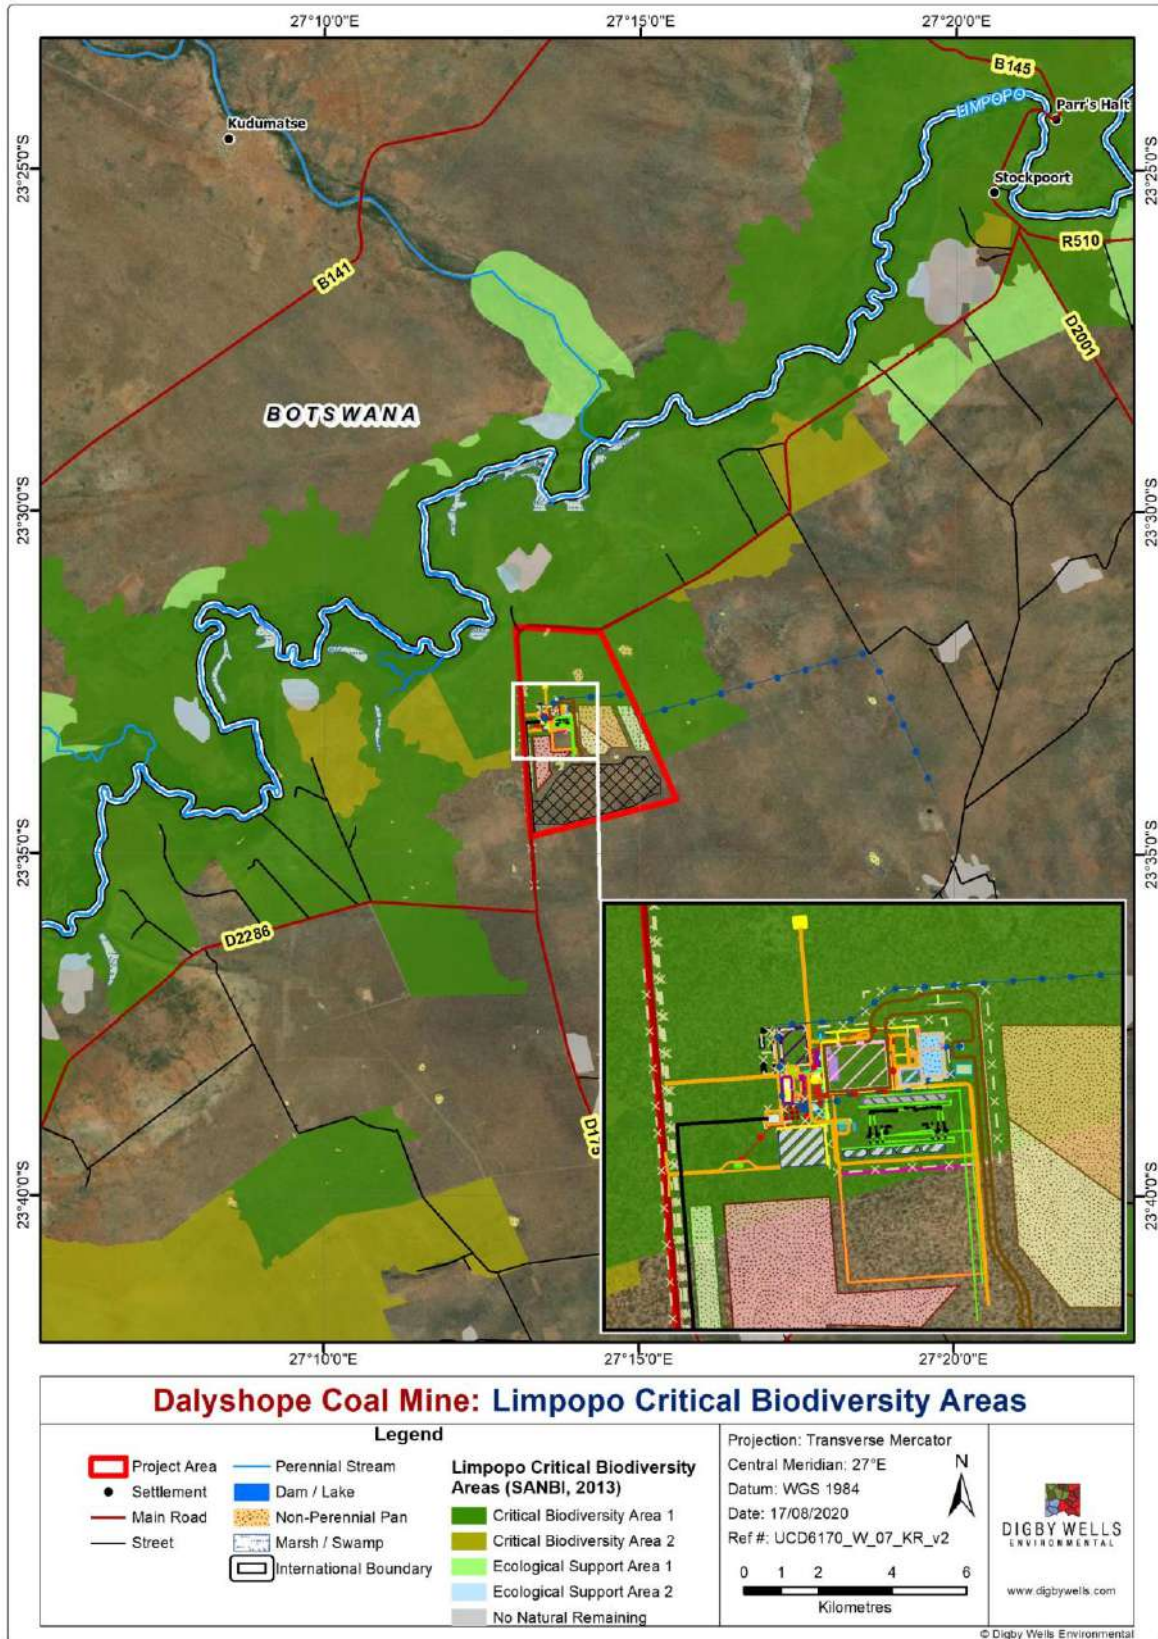 27°10'0"E
27°15'0"E
27°20'0"E
B145
LIMPOPO
Parr's Halt
Kudumatse
23°25'0"S
23°25'0"S
Stockpoort
R510
B141
D2001
BOTSWANA
23°30'0"S
23°30'0"S
23°35'0"S
23°35'0"S
D2286
D175
23°40'0"S
23°40'0"S
27°10'0"E
27°15'0"E
27°20'0"E
Dalyshope Coal Mine: Limpopo Critical Biodiversity Areas
Legend
Project Area
Settlement
Main Road
Street
Perennial Stream
Dam / Lake
Non-Perennial Pan
Marsh / Swamp
International Boundary
Limpopo Critical Biodiversity
Areas (SANBI, 2013)
Critical Biodiversity Area 1
Critical Biodiversity Area 2
Ecological Support Area 1
Ecological Support Area 2
No Natural Remaining
Projection: Transverse Mercator
Central Meridian: 27°E
Datum: WGS 1984
Date: 17/08/2020
Ref #: UCD6170_W_07_KR_v2
N
0 1 2 4 6
Kilometres
DIGBY WELLS
ENVIRONMENTAL
www.digbywells.com
© Digby Wells Environmental